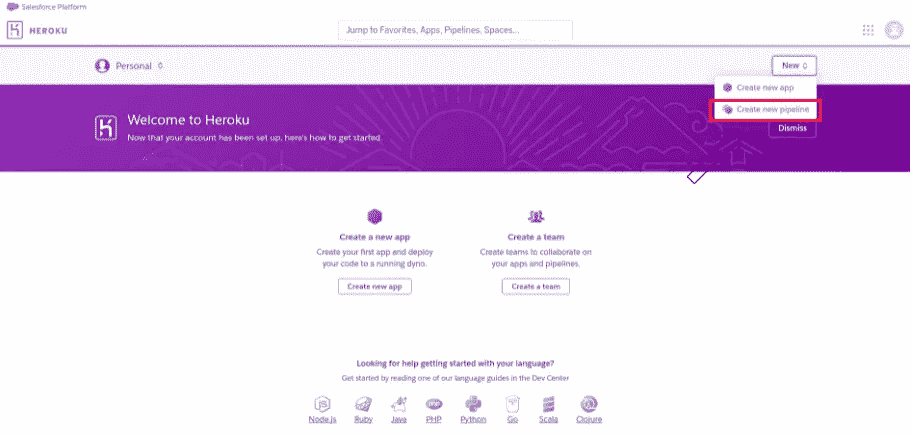 Salesforce Platform
HEROKU
Jump to Favorites, Apps, Pipelines, Spaces...
Personal
New
Create new app
Create new pipeline
Welcome to Heroku
Now that your account has been set up, here's how to get started.
Dismiss
Create a new app
Create your first app and deploy
your code to a running dyno.
Create new app
Create a team
Create teams to collaborate on
your apps and pipelines.
Create a team
Looking for help getting started with your language?
Get started by reading one of our language guides in the Dev Center
Node.js Ruby Java PHP Python Go Scala Clojure